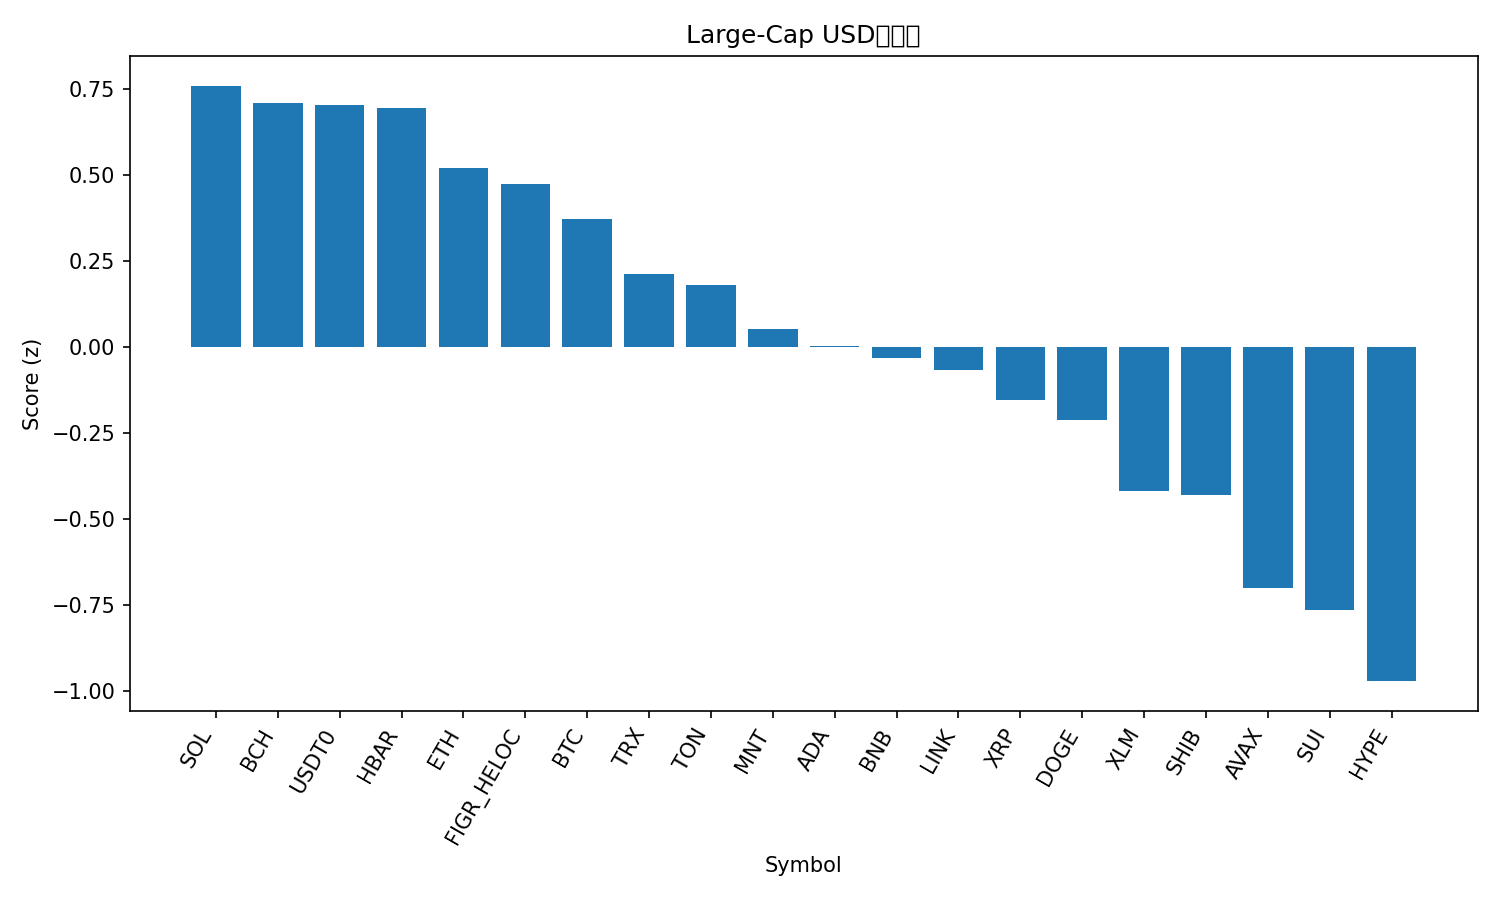 Large-Cap USD
Score (z)
0.75
0.50
0.25
0.00
−0.25
−0.50
−0.75
−1.00
SOL
BCH
USDT0
HBAR
ETH
FIGR_HELOC
BTC
TRX
TON
MNT
ADA
BNB
LINK
XRP
DOGE
XLM
SHIB
AVAX
SUI
HYPE
Symbol